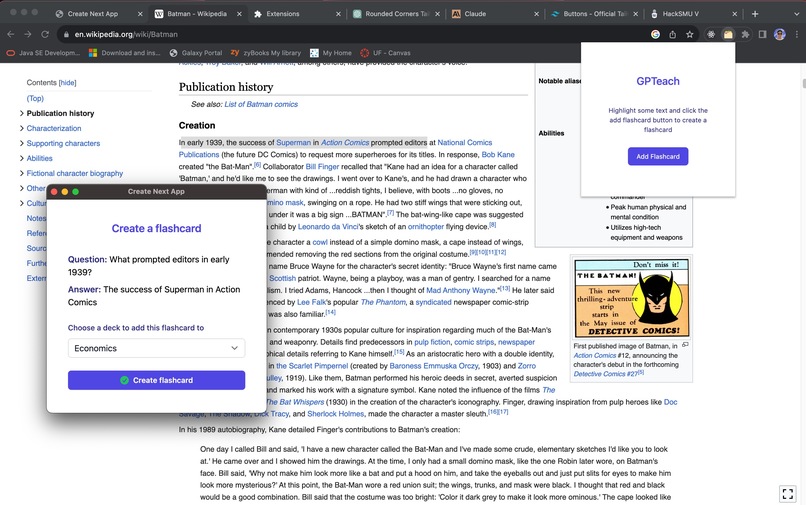 Create Next App
Batman - Wikipedia
Extensions
Rounded Corners Tai
Claude
Buttons - Official Tail
HackSMU V
en.wikipedia.org/wiki/Batman
Java SE Developm...
Download and ins...
Galaxy Portal
zyBooks My library
My Home
UF - Canvas
Contents [hide]
(Top)
Publication history
Characterization
Supporting characters
Abilities
Fictional character biography
Publication history
See also: List of Batman comics
Creation
In early 1939, the success of Superman in Action Comics prompted editors at National Comics
Publications (the future DC Comics) to request more superheroes for its titles. In response, Bob Kane
created "the Bat-Man".[6] Collaborator Bill Finger recalled that "Kane had an idea for a character called
'Batman,' and he'd like me to see the drawings. I went over to Kane's, and he had drawn a character who
erman with kind of ...reddish tights, I believe, with boots ...no gloves, no
mino mask, swinging on a rope. He had two stiff wings that were sticking out,
under it was a big sign ...BATMAN".[7] The bat-wing-like cape was suggested
child by Leonardo da Vinci's sketch of an ornithopter flying device.[8]
e character a cowl instead of a simple domino mask, a cape instead of wings,
mended removing the red sections from the original costume.[9][10][11][12]
name Bruce Wayne for the character's secret identity: "Bruce Wayne's first name came
Scottish patriot. Wayne, being a playboy, was a man of gentry. I searched for a name
lism, I tried Adams, Hancock ...then I thought of Mad Anthony Wayne."[13] He later said
enced by Lee Falk's popular The Phantom, a syndicated newspaper comic-strip
was also familiar.[14]
n contemporary 1930s popular culture for inspiration regarding much of the Bat-Man's
and weaponry. Details find predecessors in pulp fiction, comic strips, newspaper
phical details referring to Kane himself.[15] As an aristocratic hero with a double identity,
in the Scarlet Pimpernel (created by Baroness Emmuska Orczy, 1903) and Zorro
ulley, 1919). Like them, Batman performed his heroic deeds in secret, averted suspicion
and marked his work with a signature symbol. Kane noted the influence of the films The
The Bat Whispers (1930) in the creation of the character's iconography. Finger, drawing inspiration from pulp heroes like Doc
Savage, The Shadow, Dick Tracy, and Sherlock Holmes, made the character a master sleuth.[16][17]
In his 1989 autobiography, Kane detailed Finger's contributions to Batman's creation:
One day I called Bill and said, 'I have a new character called the Bat-Man and I've made some crude, elementary sketches I'd like you to look
at.' He came over and I showed him the drawings. At the time, I only had a small domino mask, like the one Robin later wore, on Batman's
face. Bill said, 'Why not make him look more like a bat and put a hood on him, and take the eyeballs out and just put slits for eyes to make him
look more mysterious?' At this point, the Bat-Man wore a red union suit; the wings, trunks, and mask were black. I thought that red and black
would be a good combination. Bill said that the costume was too bright: 'Color it dark grey to make it look more ominous.' The cape looked like
Create Next App
Create a flashcard
Question: What prompted editors in early
1939?
Answer: The success of Superman in Action
Comics
Choose a deck to add this flashcard to
Economics
Create flashcard
GPTeach
Highlight some text and click the
add flashcard button to create a
flashcard
Add Flashcard
Notable aliase
Abilities
commander
Peak human physical and
mental condition
Utilizes high-tech
equipment and weapons
Don't miss it!
THE BATMAN!
This new
thrilling - adventure
strip
starts in
the May issue of
DETECTIVE COMICS!
First published image of Batman, in
Action Comics #12, announcing the
character's debut in the forthcoming
Detective Comics #27[5]